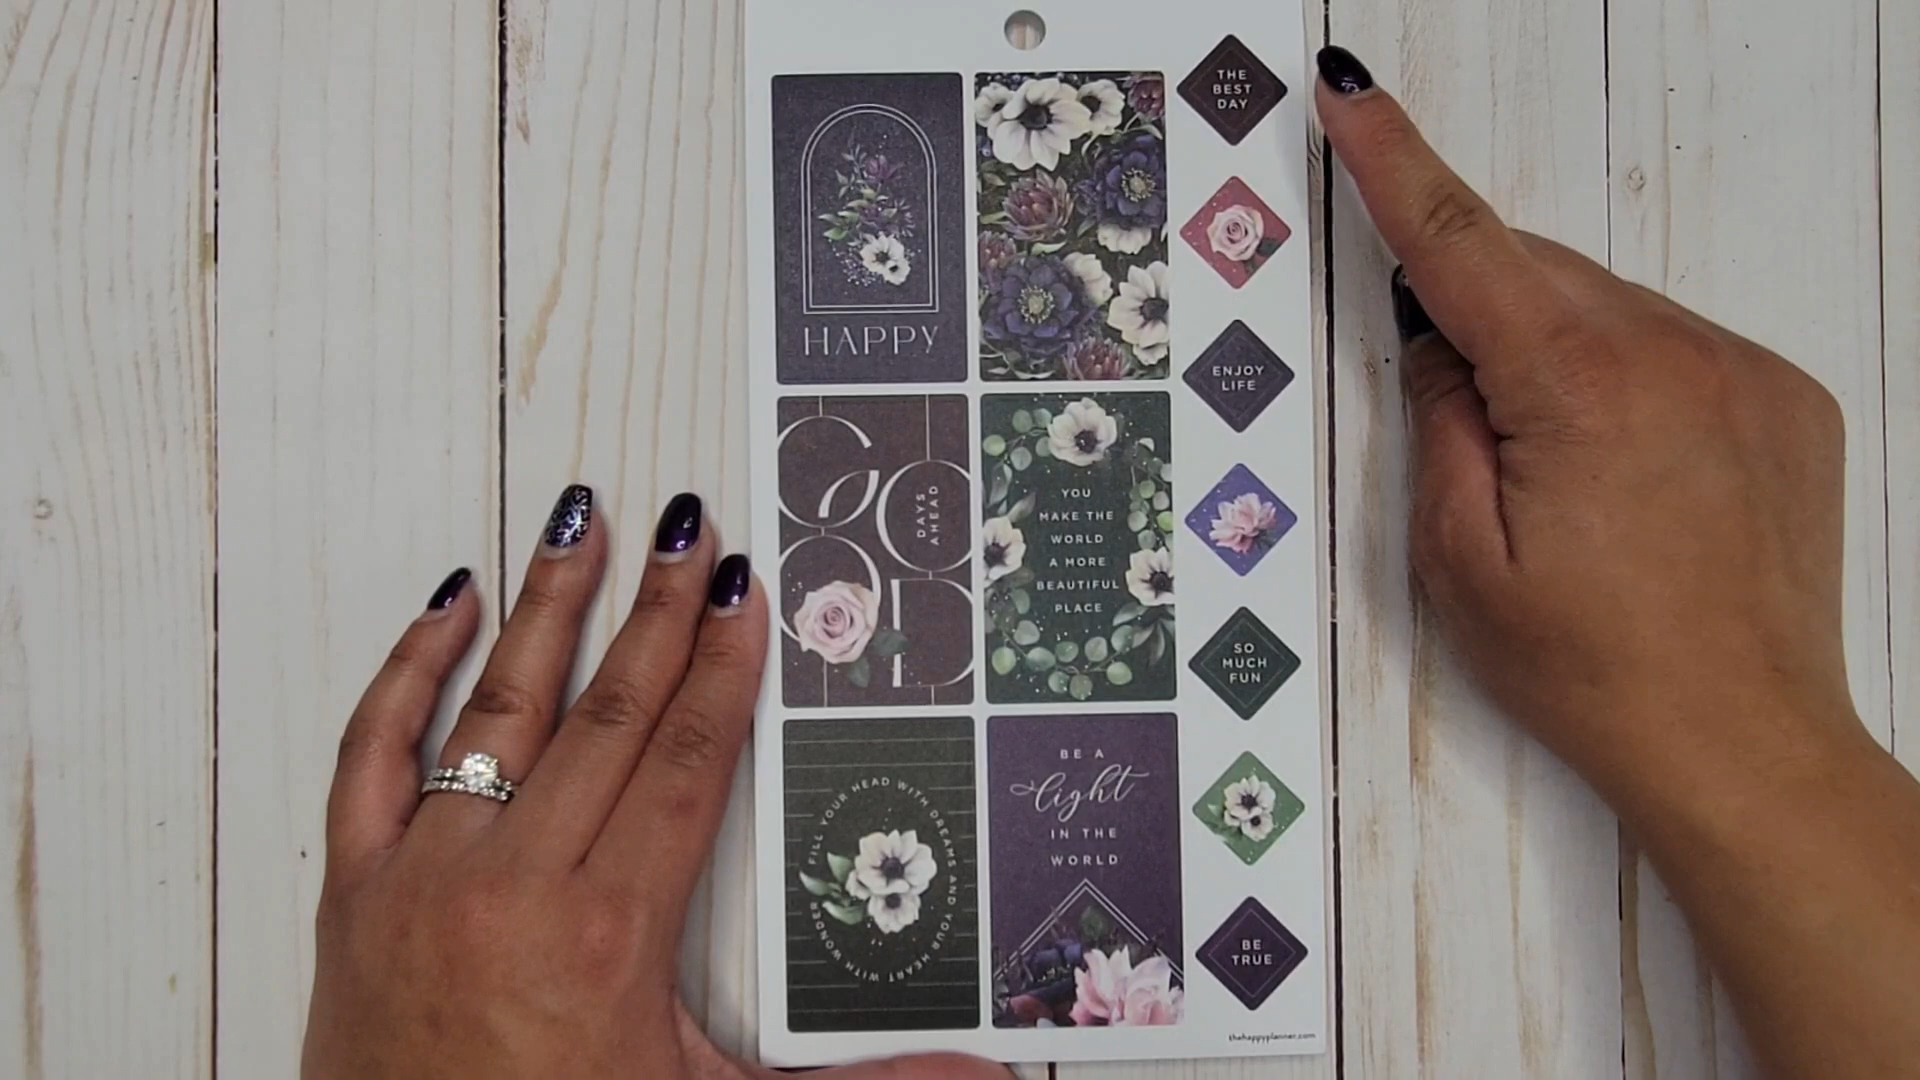 HAPPY
GOOD
DAYS
AHEAD
YOU
MAKE THE
WORLD
A MORE
BEAUTIFUL
PLACE
FILL YOUR HEAD WITH DREAMS AND YOUR HEART WITH WONDER
BE A
light
IN THE
WORLD
THE
BEST
DAY
ENJOY
LIFE
SO
MUCH
FUN
BE
TRUE
thehappyplanner.com